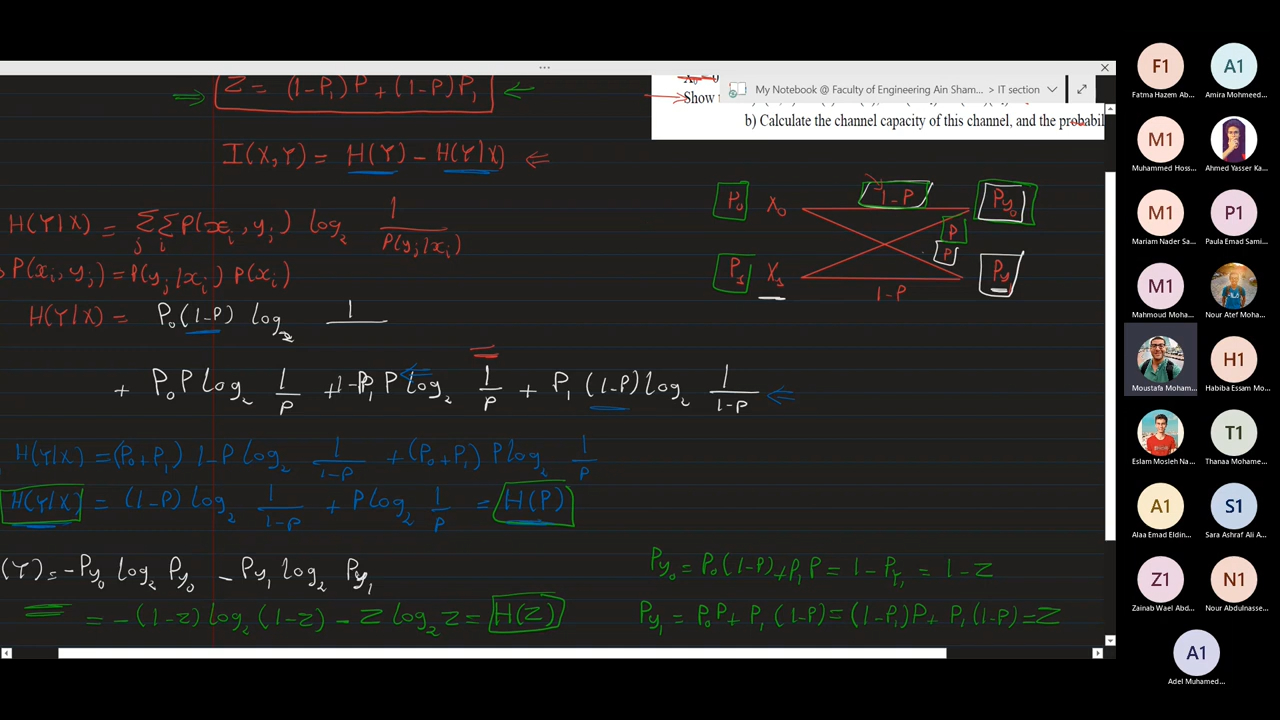 ⇒ Z = (1-P₁)P + (1-P)P₁ ⇐
I(X,Y) = H(Y) - H(Y|X) ⇐
H(Y|X) = Σ Σ P(xᵢ, yⱼ) log₂ 1/P(yⱼ/xᵢ)
j i
P(xᵢ, yⱼ) = P(yⱼ/xᵢ) P(xᵢ)
H(Y|X) = P₀(1-P) log₂ 1
+ P₀ P log₂ 1/P + P₁ P log₂ 1/P + P₁ (1-P) log₂ 1/1-P ⇐
H(Y|X) = (P₀+P₁) 1-P log₂ 1/1-P + (P₀+P₁) P log₂ 1/P
H(Y|X) = (1-P) log₂ 1/1-P + P log₂ 1/P = H(P)
(Y) = -Py₀ log₂ Py₀ - Py₁ log₂ Py₁
= -(1-Z) log₂ (1-Z) - Z log₂ Z = H(Z)
Show
My Notebook @ Faculty of Engineering Ain Sham... > IT section
b) Calculate the channel capacity of this channel, and the probabil
P₀ X₀ 1-P Py₀
P
P
P₁ X₁ 1-P Py₁
Py₀ = P₀(1-P) + P₁P = 1 - PY₁ = 1-Z
Py₁ = P₀P + P₁(1-P) = (1-P₁)P + P₁(1-P) = Z
F1
Fatma Hazem Ab...
A1
Amira Mohmeed...
M1
Muhammed Hoss...
Ahmed Yasser Ka...
M1
Mariam Nader Sa...
P1
Paula Emad Sami...
M1
Mahmoud Moha...
Nour Atef Moha...
Moustafa Moham...
H1
Habiba Essam Mo...
Eslam Mosleh Na...
T1
Thanaa Mohame...
A1
Alaa Emad Eldin...
S1
Sara Ashraf Ali A...
Z1
Zainab Wael Abd...
N1
Nour Abdulnasse...
A1
Adel Muhamed...